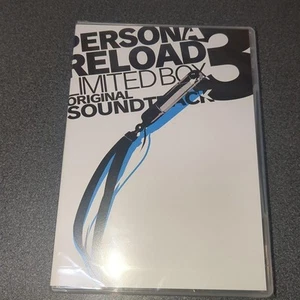 PERSONA
RELOAD 3
LIMITED BOX
ORIGINAL
SOUNDTRACK